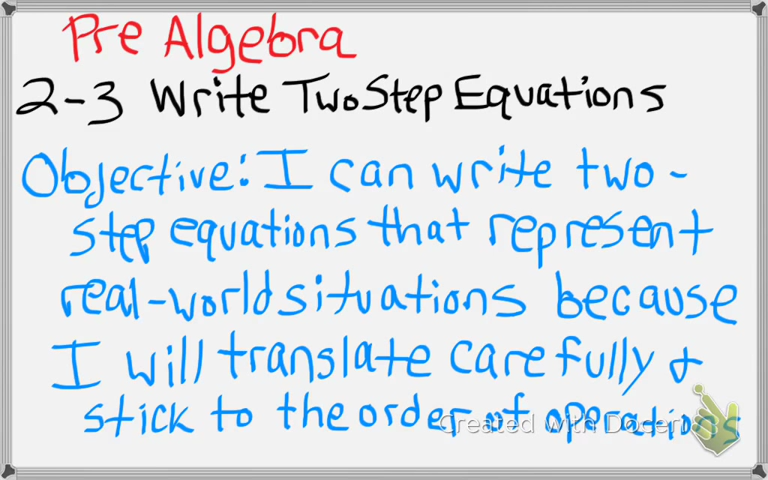 Pre Algebra
2-3 Write Two Step Equations
Objective: I can write two-
step equations that represent
real-world situations because
I will translate carefully &
stick to the order of operations
Created with Doceri